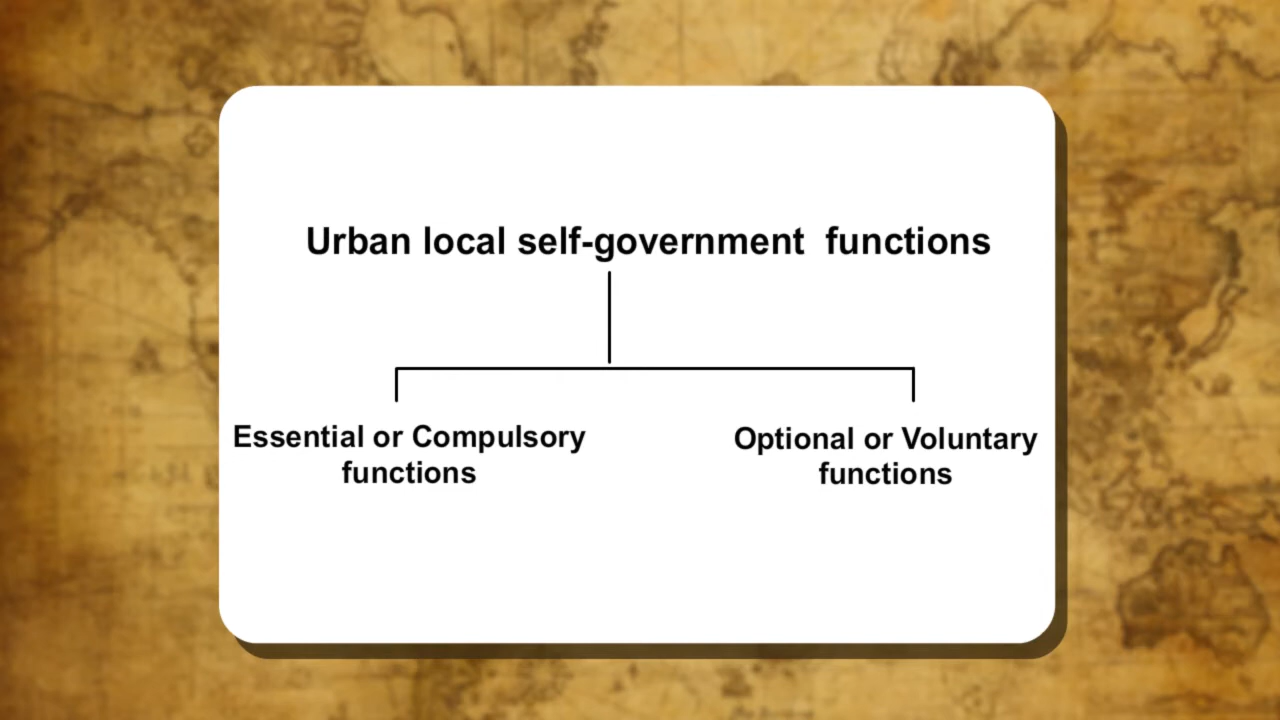 Urban local self-government functions
Essential or Compulsory
functions
Optional or Voluntary
functions